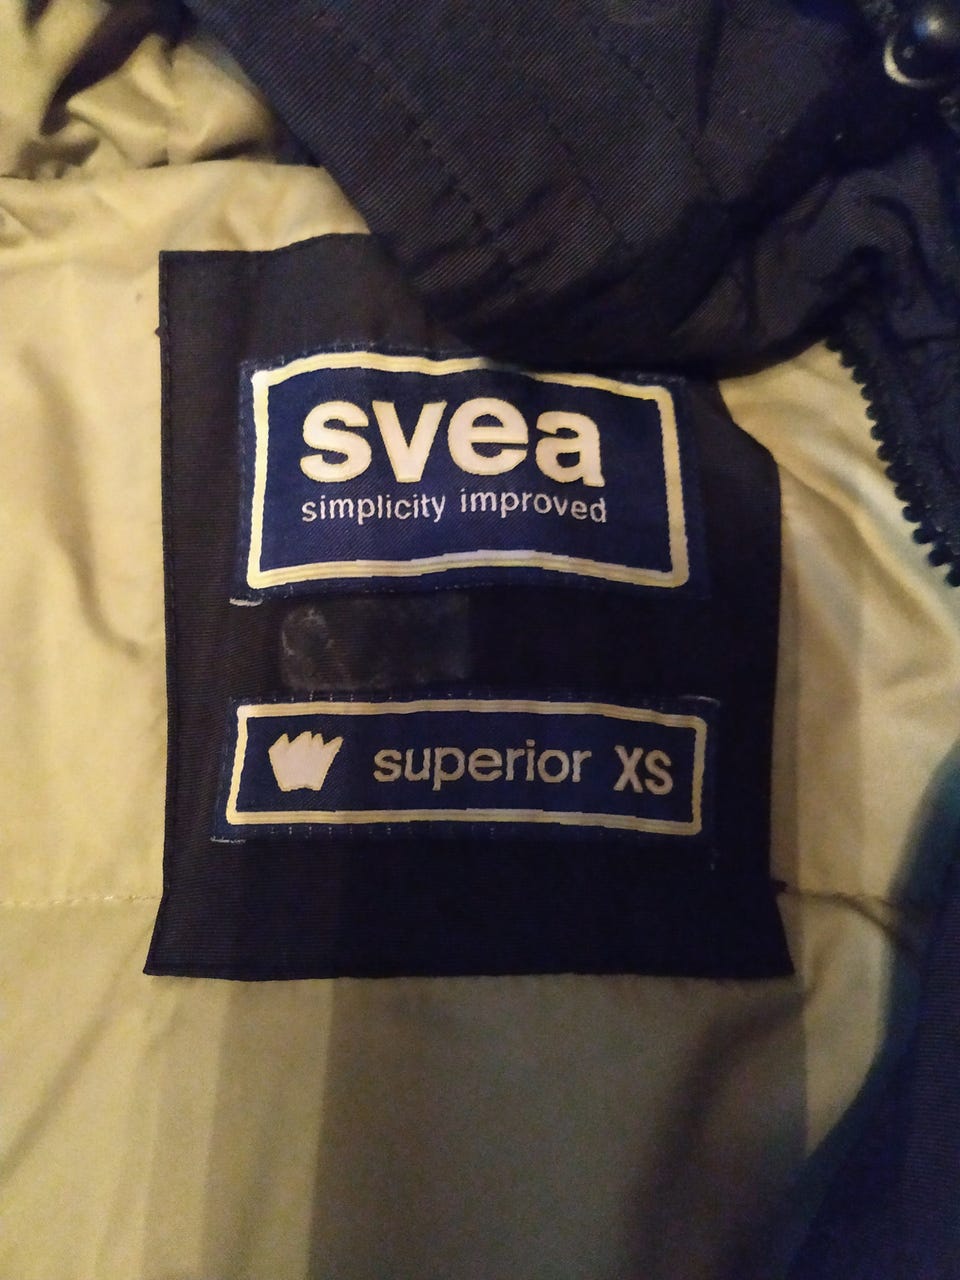 svea
simplicity improved
superior XS